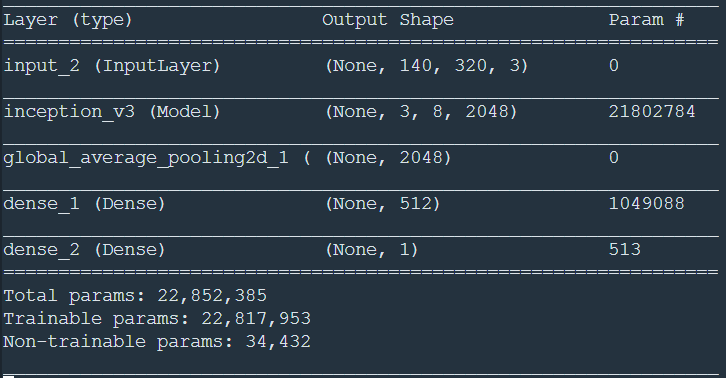 Layer (type) Output Shape Param #
=================================================================
input_2 (InputLayer) (None, 140, 320, 3) 0
inception_v3 (Model) (None, 3, 8, 2048) 21802784
global_average_pooling2d_1 ( (None, 2048) 0
dense_1 (Dense) (None, 512) 1049088
dense_2 (Dense) (None, 1) 513
=================================================================
Total params: 22,852,385
Trainable params: 22,817,953
Non-trainable params: 34,432